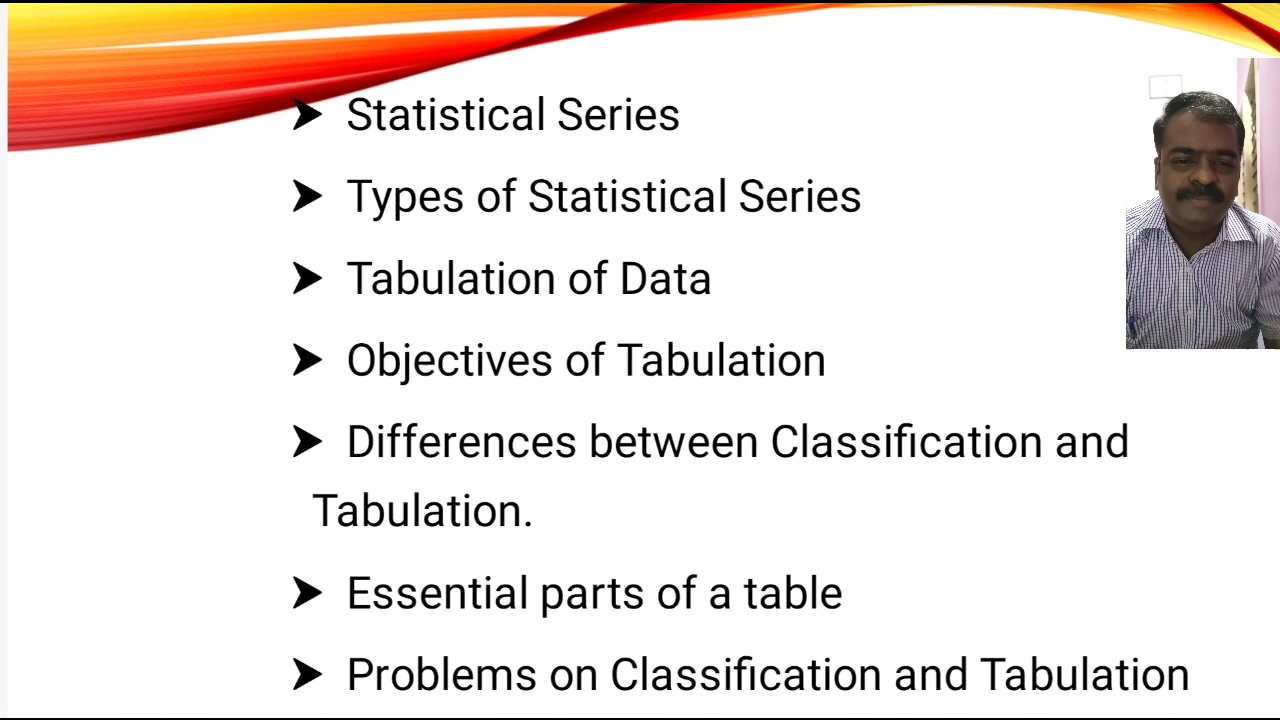 ➤ Statistical Series
➤ Types of Statistical Series
➤ Tabulation of Data
➤ Objectives of Tabulation
➤ Differences between Classification and
Tabulation.
➤ Essential parts of a table
➤ Problems on Classification and Tabulation